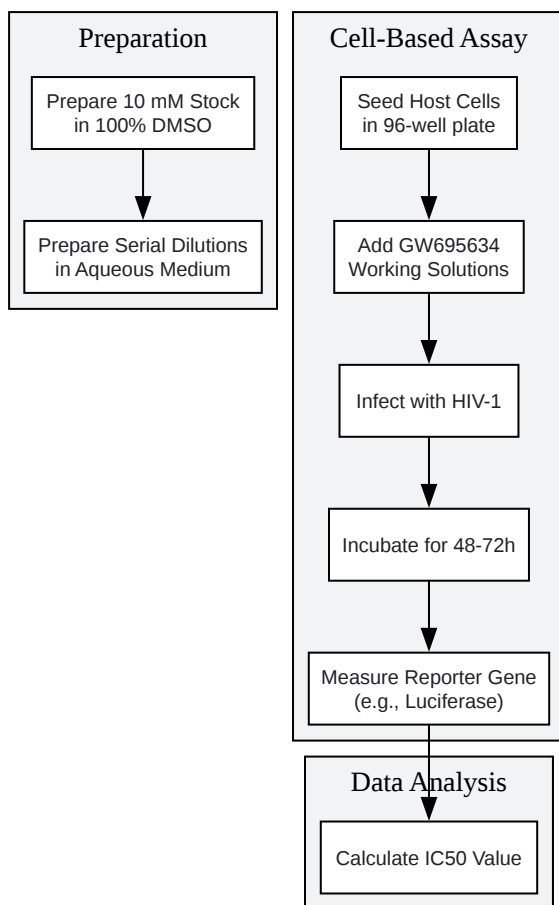 Preparation
Prepare 10 mM Stock
in 100% DMSO
Prepare Serial Dilutions
in Aqueous Medium
Cell-Based Assay
Seed Host Cells
in 96-well plate
Add GW695634
Working Solutions
Infect with HIV-1
Incubate for 48-72h
Measure Reporter Gene
(e.g., Luciferase)
Data Analysis
Calculate IC50 Value